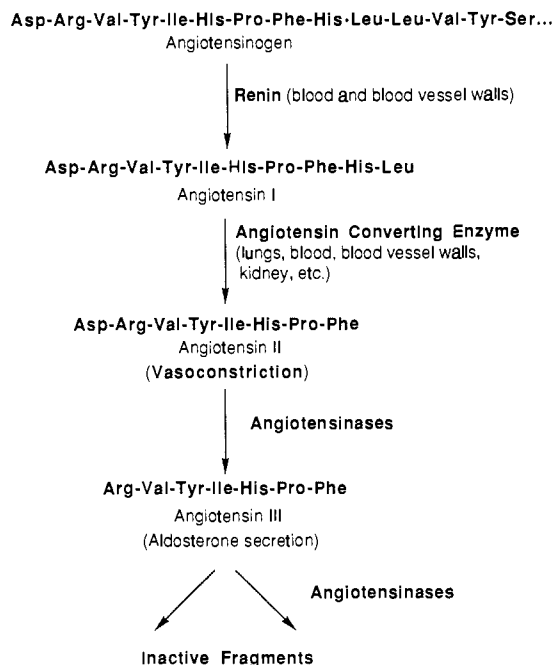 Asp-Arg-Val-Tyr-Ile-His-Pro-Phe-His·Leu-Leu-Val-Tyr-Ser...
Angiotensinogen
Renin (blood and blood vessel walls)
Asp-Arg-Val-Tyr-Ile-His-Pro-Phe-His-Leu
Angiotensin I
Angiotensin Converting Enzyme
(lungs, blood, blood vessel walls,
kidney, etc.)
Asp-Arg-Val-Tyr-Ile-His-Pro-Phe
Angiotensin II
(Vasoconstriction)
Angiotensinases
Arg-Val-Tyr-Ile-His-Pro-Phe
Angiotensin III
(Aldosterone secretion)
Angiotensinases
Inactive Fragments